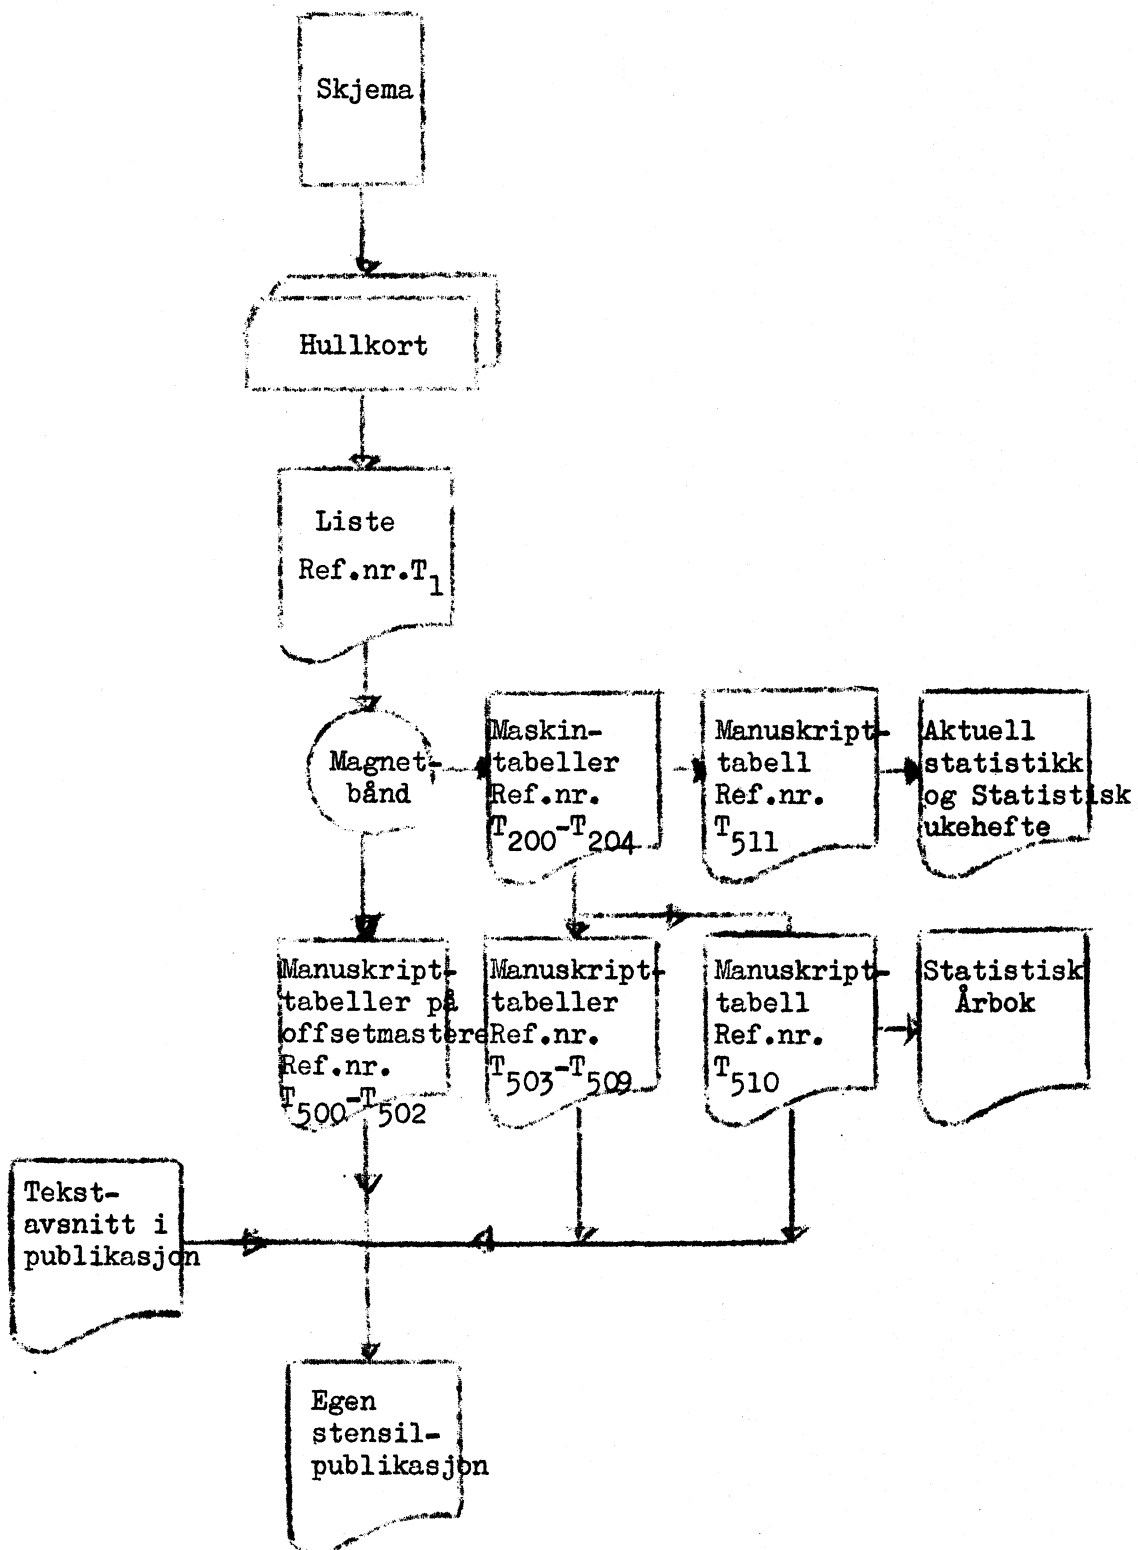 Skjema
Hullkort
Liste
Ref.nr.T1
Magnet-
bånd
Maskin-
tabeller
Ref.nr.
T200-T204
Manuskript-
tabell
Ref.nr.
T511
Aktuell
statistikk
og Statistisk
ukehefte
Manuskript-
tabeller på
offsetmastere
Ref.nr.
T500-T502
Manuskript-
tabeller
Ref.nr.
T503-T509
Manuskript-
tabell
Ref.nr.
T510
Statistisk
Årbok
Tekst-
avsnitt i
publikasjon
Egen
stensil-
publikasjon